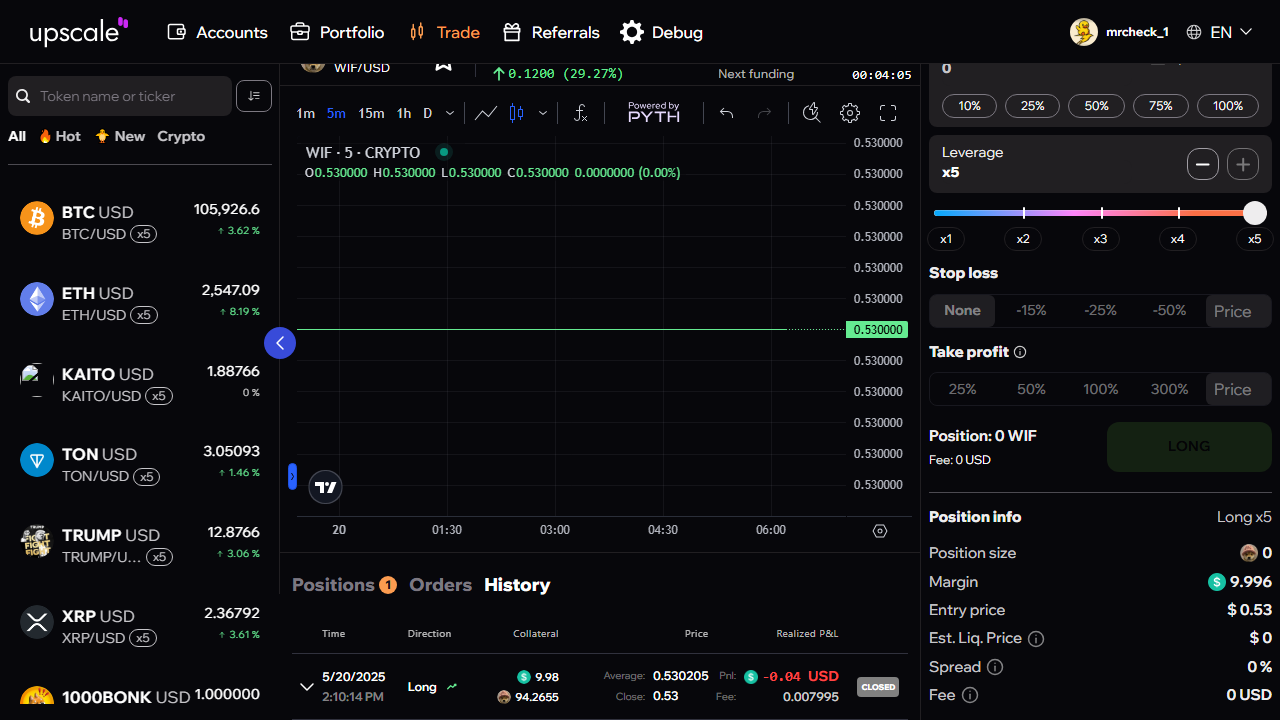 upscale
Accounts
Portfolio
Trade
Referrals
Debug
mrcheck_1
EN
Token name or ticker
All
Hot
New
Crypto
BTC USD
105,926.6
BTC/USD x5
↑ 3.62 %
ETH USD
2,547.09
ETH/USD x5
↑ 8.19 %
KAITO USD
1.88766
KAITO/USD x5
0 %
TON USD
3.05093
TON/USD x5
↑ 1.46 %
TRUMP USD
12.8766
TRUMP/U... x5
↑ 3.06 %
XRP USD
2.36792
XRP/USD x5
↑ 3.61 %
1000BONK USD
1.000000
WIF/USD
↑ 0.1200 (29.27%)
Next funding
00:04:05
1m 5m 15m 1h D
Powered by
PYTH
WIF · 5 · CRYPTO
O0.530000 H0.530000 L0.530000 C0.530000 0.0000000 (0.00%)
0.530000
0.530000
0.530000
0.530000
0.530000
0.530000
0.530000
0.530000
0.530000
0.530000
0.530000
0.530000
20 01:30 03:00 04:30 06:00
Positions 1 Orders History
Time Direction Collateral Price Realized P&L
5/20/2025
2:10:14 PM
Long
9.98
94.2655
Average: 0.530205
Close: 0.53
Pnl: -0.04 USD
Fee: 0.007995
CLOSED
0
10% 25% 50% 75% 100%
Leverage
x5
x1 x2 x3 x4 x5
Stop loss
None -15% -25% -50% Price
Take profit
25% 50% 100% 300% Price
Position: 0 WIF
Fee: 0 USD
LONG
Position info Long x5
Position size 0
Margin 9.996
Entry price $ 0.53
Est. Liq. Price $ 0
Spread 0 %
Fee 0 USD